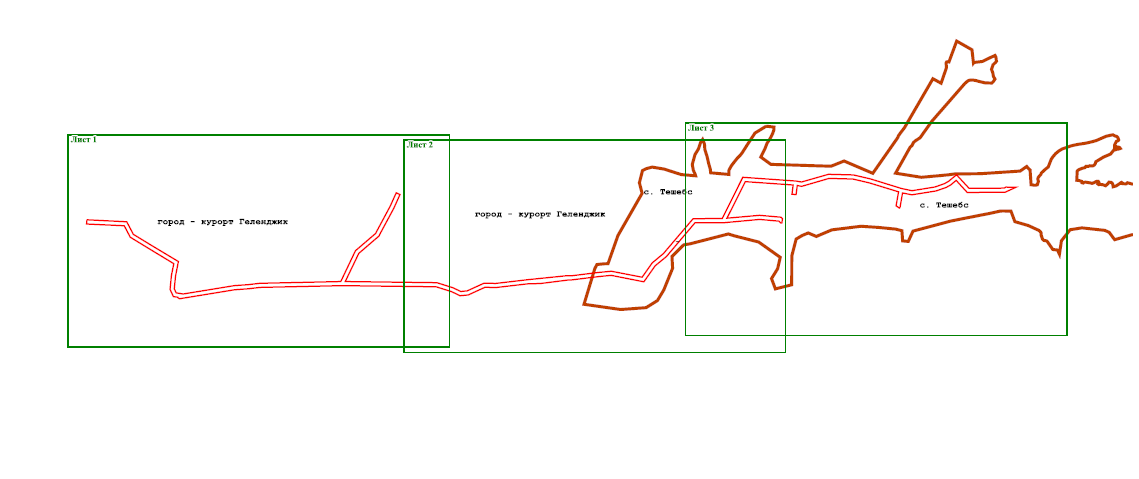 Лист 1
Лист 2
Лист 3
город - курорт Геленджик
город - курорт Геленджик
с. Тешебс
с. Тешебс